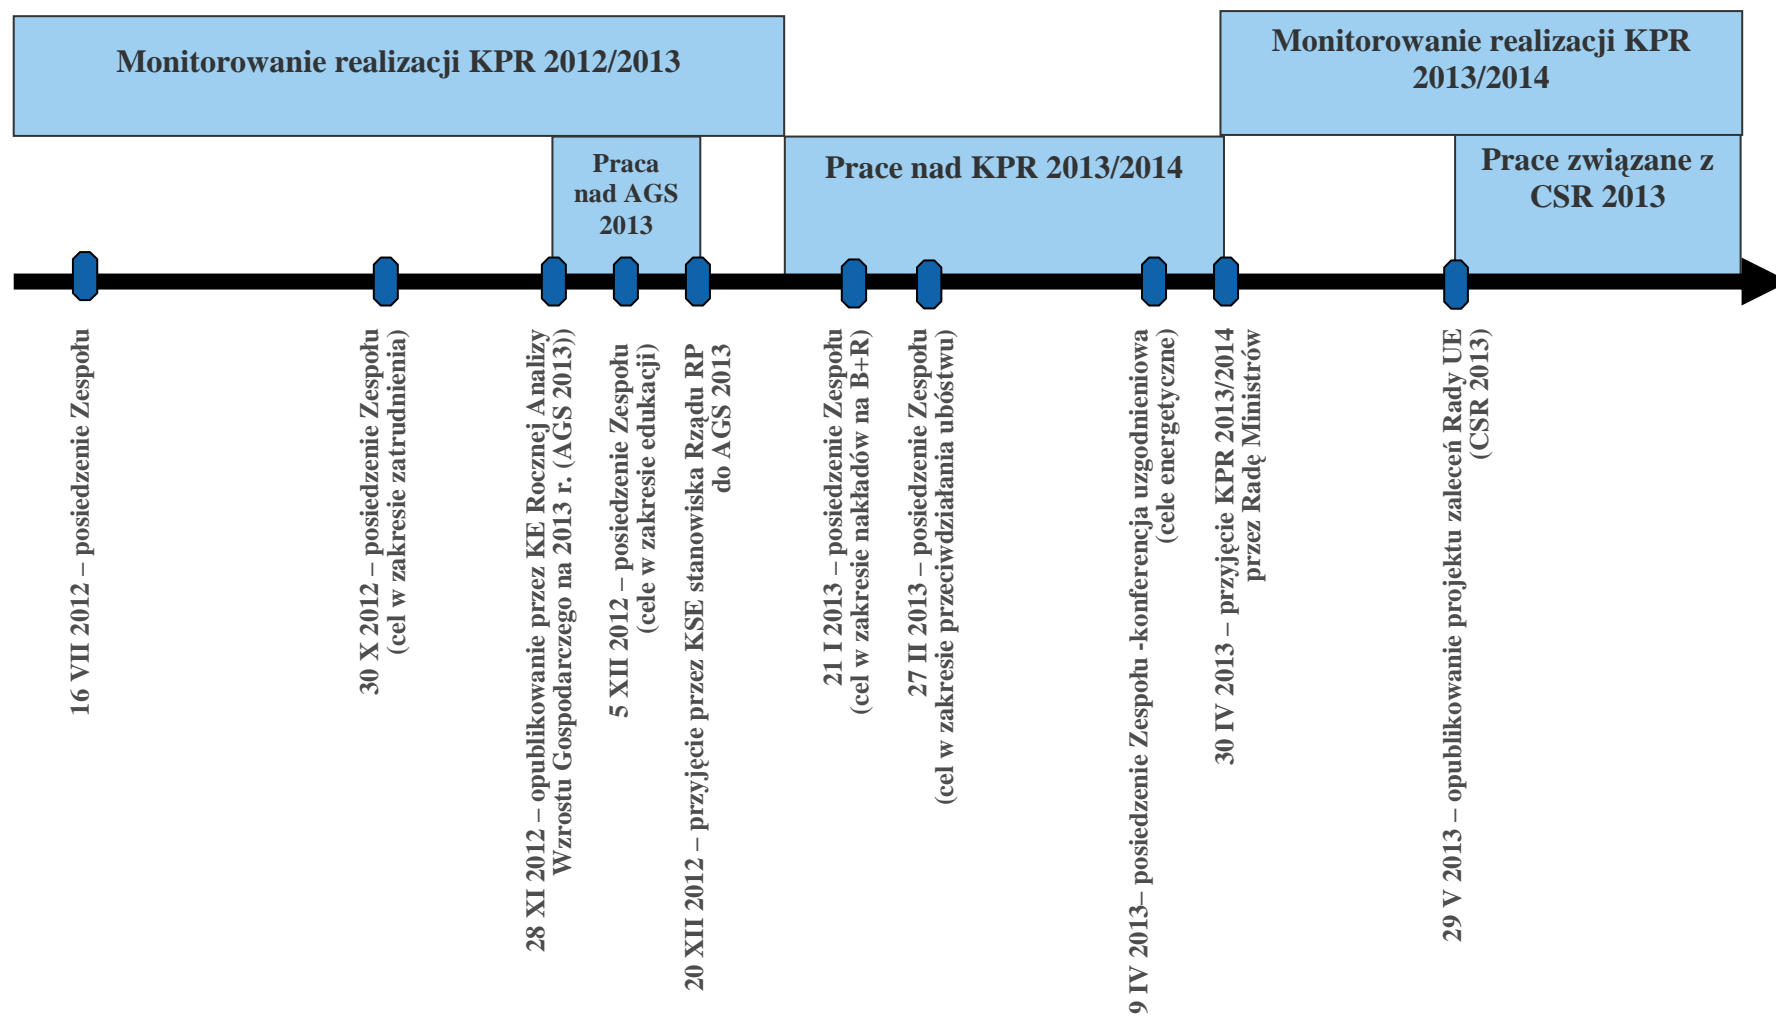 Monitorowanie realizacji KPR 2012/2013
Monitorowanie realizacji KPR
2013/2014
Praca
nad AGS
2013
Prace nad KPR 2013/2014
Prace związane z
CSR 2013
16 VII 2012 – posiedzenie Zespołu
30 X 2012 – posiedzenie Zespołu
(cel w zakresie zatrudnienia)
28 XI 2012 – opublikowanie przez KE Rocznej Analizy
Wzrostu Gospodarczego na 2013 r. (AGS 2013))
5 XII 2012 – posiedzenie Zespołu
(cele w zakresie edukacji)
20 XII 2012 – przyjęcie przez KSE stanowiska Rządu RP
do AGS 2013
21 I 2013 – posiedzenie Zespołu
(cel w zakresie nakładów na B+R)
27 II 2013 – posiedzenie Zespołu
(cel w zakresie przeciwdziałania ubóstwu)
9 IV 2013– posiedzenie Zespołu -konferencja uzgodnieniowa
(cele energetyczne)
30 IV 2013 – przyjęcie KPR 2013/2014
przez Radę Ministrów
29 V 2013 – opublikowanie projektu zaleceń Rady UE
(CSR 2013)